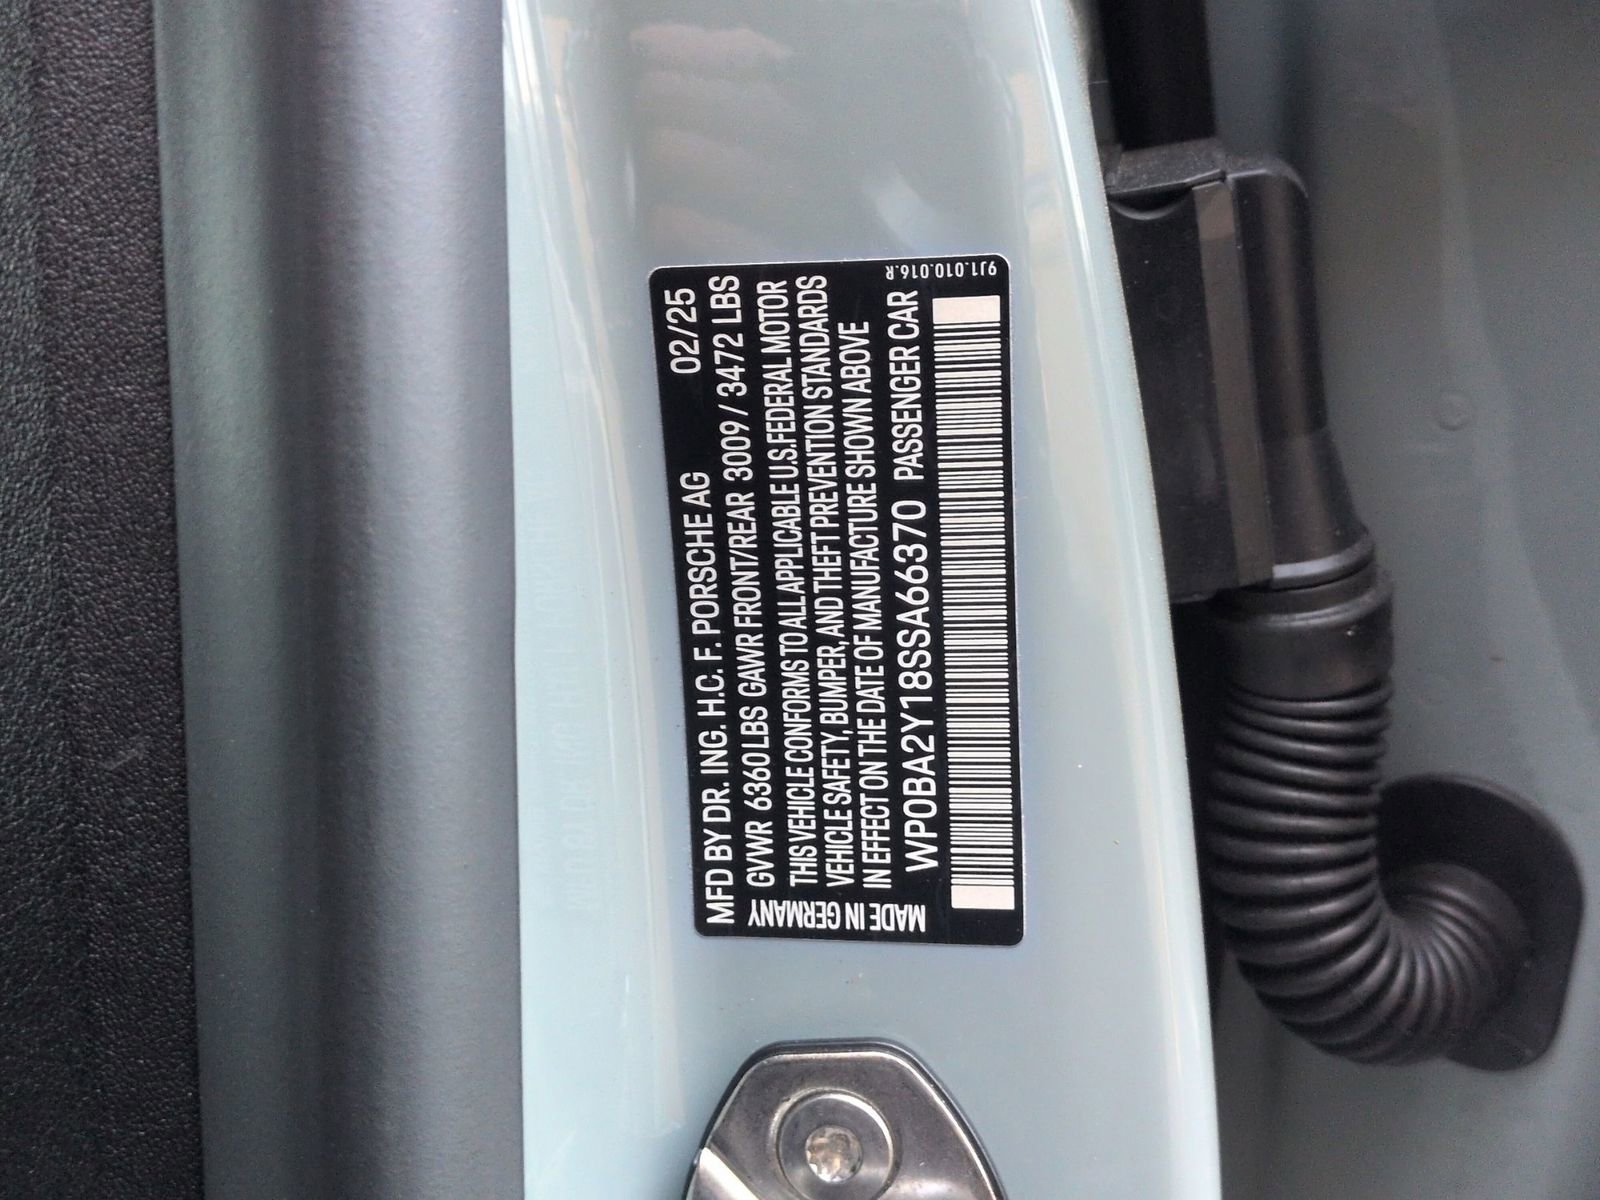 MFD BY DR. ING. H.C. F. PORSCHE AG 02/25
GVWR 6360LBS GAWR FRONT/REAR 3009 / 3472 LBS
THIS VEHICLE CONFORMS TO ALL APPLICABLE U.S.FEDERAL MOTOR
VEHICLE SAFETY, BUMPER, AND THEFT PREVENTION STANDARDS
IN EFFECT ON THE DATE OF MANUFACTURE SHOWN ABOVE
WP0BA2Y18SSA66370 PASSENGER CAR
MADE IN GERMANY
9J1.010.016.R